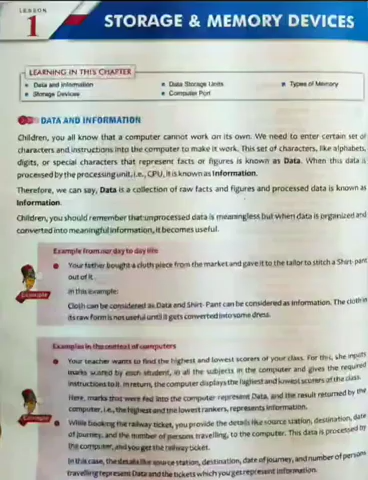 LESSON
1
STORAGE & MEMORY DEVICES
LEARNING IN THIS CHAPTER
Data and Information
Data Storage Units
Types of Memory
Storage Devices
Computer Port
DATA AND INFORMATION
Children, you all know that a computer cannot work on its own. We need to enter certain set of
characters and instructions into the computer to make it work. This set of characters, like alphabets,
digits, or special characters that represent facts or figures is known as Data. When this data is
processed by the processing unit, i.e., CPU, it is known as Information.
Therefore, we can say, Data is a collection of raw facts and figures and processed data is known as
Information.
Children, you should remember that unprocessed data is meaningless but when data is organized and
converted into meaningful information, it becomes useful.
Example from our day to day life
Your father bought a cloth piece from the market and gave it to the tailor to stitch a Shirt-pant
out of it.
In this example:
Example
Cloth can be considered as Data and Shirt-Pant can be considered as Information. The cloth in
its raw form is not useful until it gets converted into some dress.
Examples in the context of computers
Your teacher wants to find the highest and lowest scorers of your class. For this, she inputs
marks scored by each student, in all the subjects in the computer and gives the required
instructions to it. In return, the computer displays the highest and lowest scorers of the class.
Here, marks that were fed into the computer represent Data, and the result returned by the
computer, i.e., the highest and the lowest rankers, represents Information.
Example
While booking the railway ticket, you provide the details like source station, destination, date
of journey, and the number of persons travelling, to the computer. This data is processed by
the computer, and you get the railway ticket.
In this case, the details like source station, destination, date of journey, and number of persons
travelling represent Data and the tickets which you get represent Information.